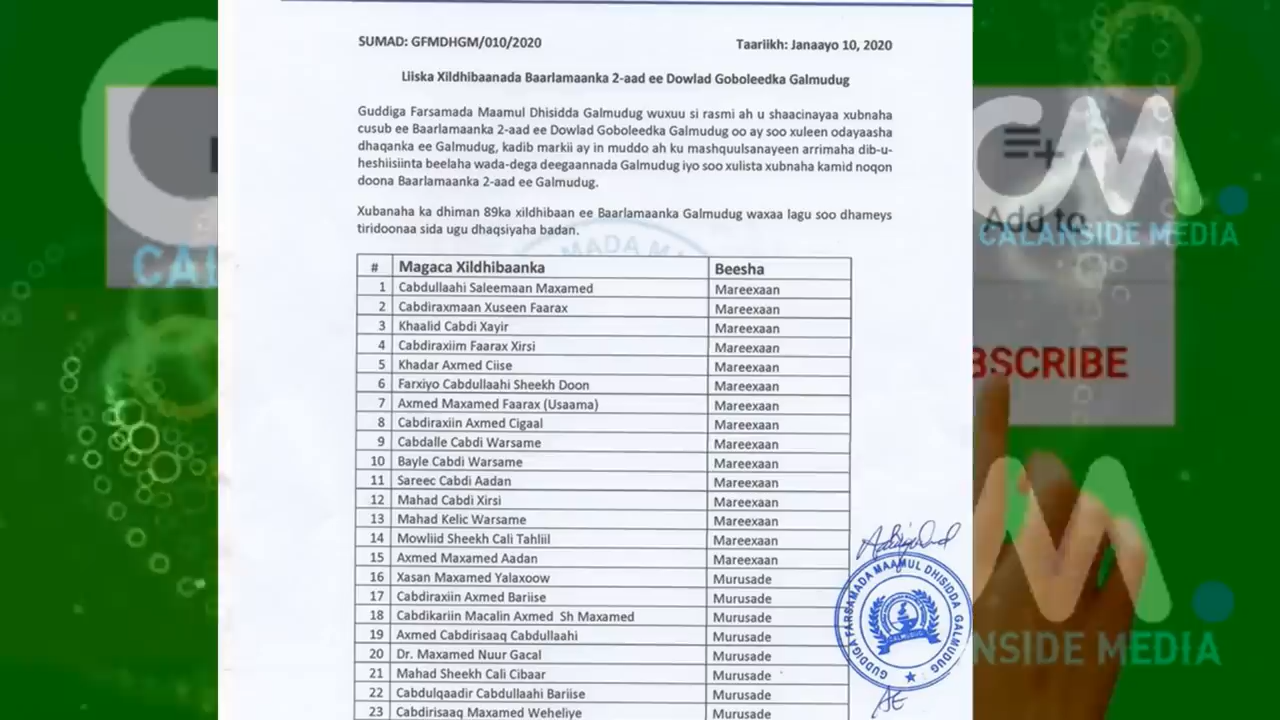 SUMAD: GFMDHGM/010/2020 Taariikh: Janaayo 10, 2020
Liiska Xildhibaanada Baarlamaanka 2-aad ee Dowlad Goboleedka Galmudug
Guddiga Farsamada Maamul Dhisidda Galmudug wuxuu si rasmi ah u shaacinayaa xubnaha
cusub ee Baarlamaanka 2-aad ee Dowlad Goboleedka Galmudug oo ay soo xuleen odayaasha
dhaqanka ee Galmudug, kadib markii ay in muddo ah ku mashquulsanayeen arrimaha dib-u-
heshiisiinta beelaha wada-dega deegaannada Galmudug iyo soo xulista xubnaha kamid noqon
doona Baarlamaanka 2-aad ee Galmudug.
Xubanaha ka dhiman 89ka xildhibaan ee Baarlamaanka Galmudug waxaa lagu soo dhameys
tiridoonaa sida ugu dhaqsiyaha badan.
# Magaca Xildhibaanka Beesha
1 Cabdullaahi Saleemaan Maxamed Mareexaan
2 Cabdiraxmaan Xuseen Faarax Mareexaan
3 Khaalid Cabdi Xayir Mareexaan
4 Cabdiraxiim Faarax Xirsi Mareexaan
5 Khadar Axmed Ciise Mareexaan
6 Farxiyo Cabdullaahi Sheekh Doon Mareexaan
7 Axmed Maxamed Faarax (Usaama) Mareexaan
8 Cabdiraxiin Axmed Cigaal Mareexaan
9 Cabdalle Cabdi Warsame Mareexaan
10 Bayle Cabdi Warsame Mareexaan
11 Sareec Cabdi Aadan Mareexaan
12 Mahad Cabdi Xirsi Mareexaan
13 Mahad Kelic Warsame Mareexaan
14 Mowliid Sheekh Cali Tahliil Mareexaan
15 Axmed Maxamed Aadan Mareexaan
16 Xasan Maxamed Yalaxoow Murusade
17 Cabdiraxiin Axmed Bariise Murusade
18 Cabdikariin Macalin Axmed Sh Maxamed Murusade
19 Axmed Cabdirisaaq Cabdullaahi Murusade
20 Dr. Maxamed Nuur Gacal Murusade
21 Mahad Sheekh Cali Cibaar Murusade
22 Cabdulqaadir Cabdullaahi Bariise Murusade
23 Cabdirisaaq Maxamed Weheliye Murusade
GUDDIGA FARSAMADA MAAMUL DHISIDDA GALMUDUG
GALMUDUG
CM
Add to
CALANSIDE MEDIA
BSCRIBE
M
NSIDE MEDIA
CAL